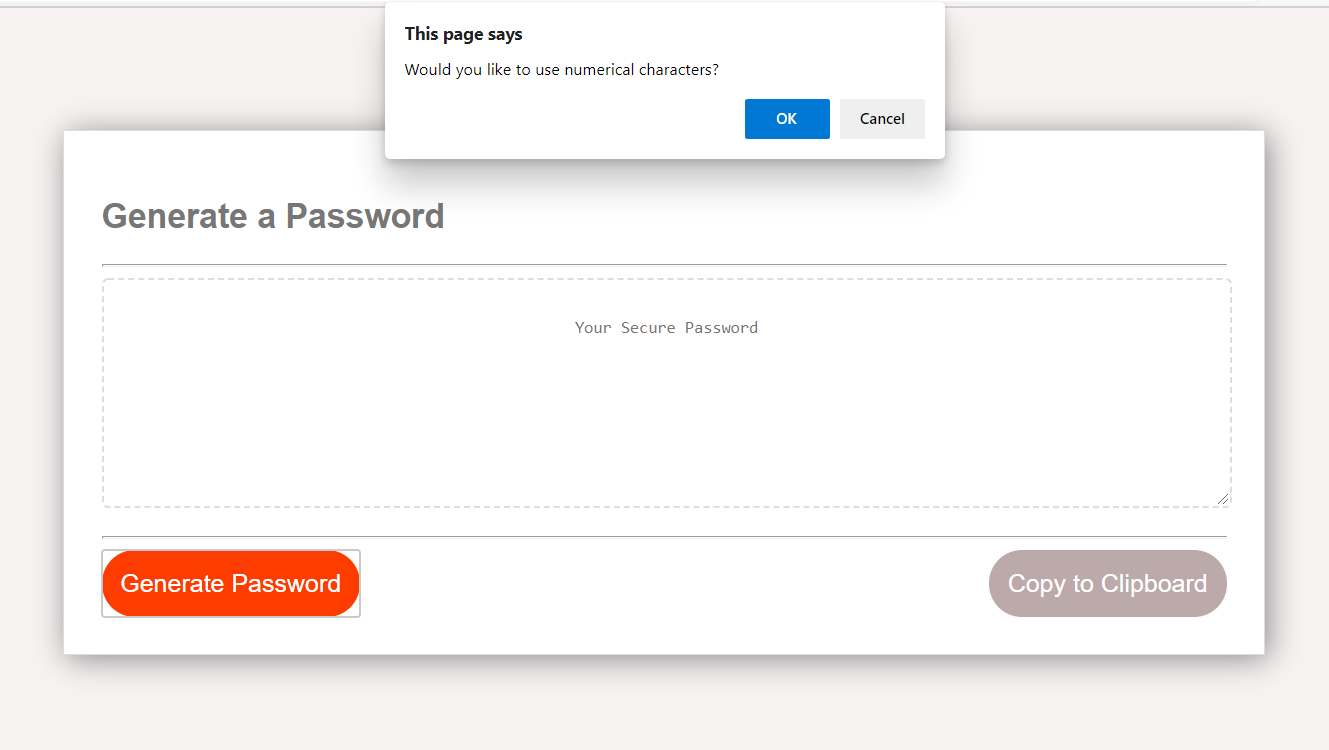 This page says
Would you like to use numerical characters?
OK Cancel
Generate a Password
Your Secure Password
Generate Password Copy to Clipboard